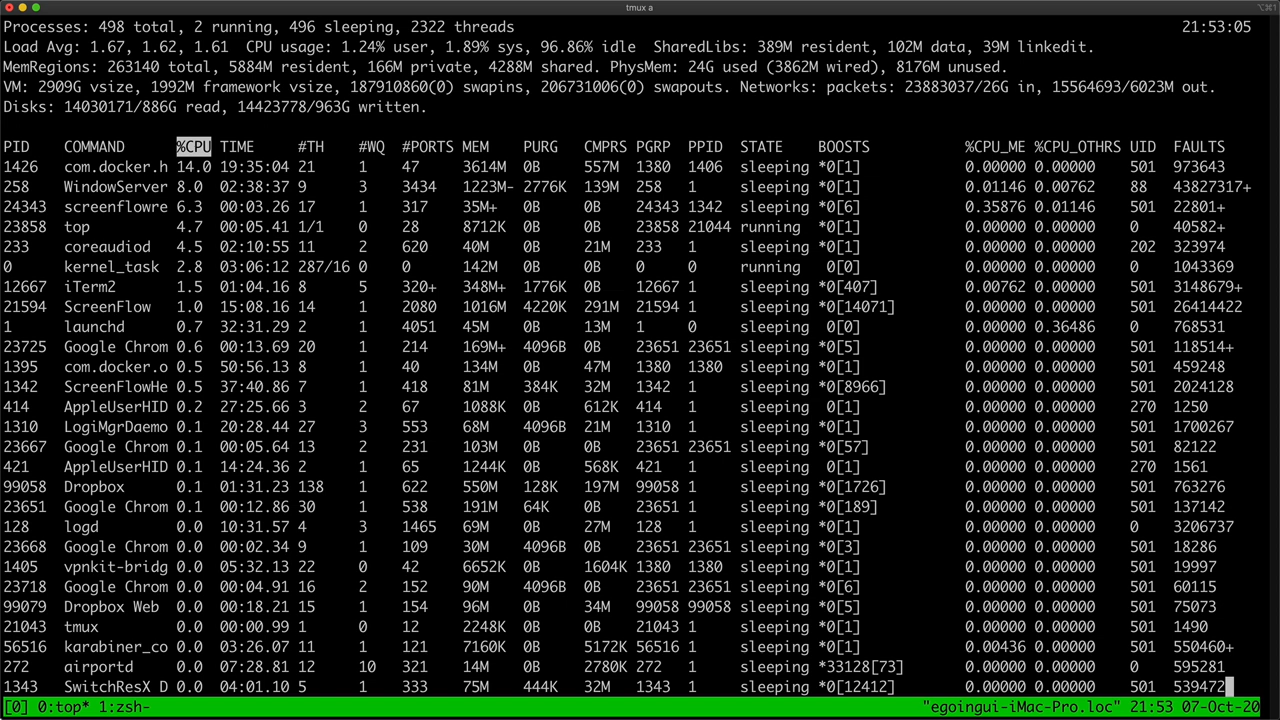 tmux a
⌥⌘1
Processes: 498 total, 2 running, 496 sleeping, 2322 threads 21:53:05
Load Avg: 1.67, 1.62, 1.61 CPU usage: 1.24% user, 1.89% sys, 96.86% idle SharedLibs: 389M resident, 102M data, 39M linkedit.
MemRegions: 263140 total, 5884M resident, 166M private, 4288M shared. PhysMem: 24G used (3862M wired), 8176M unused.
VM: 2909G vsize, 1992M framework vsize, 187910860(0) swapins, 206731006(0) swapouts. Networks: packets: 23883037/26G in, 15564693/6023M out.
Disks: 14030171/886G read, 14423778/963G written.
PID COMMAND %CPU TIME #TH #WQ #PORTS MEM PURG CMPRS PGRP PPID STATE BOOSTS %CPU_ME %CPU_OTHRS UID FAULTS
1426 com.docker.h 14.0 19:35:04 21 1 47 3614M 0B 557M 1380 1406 sleeping *0[1] 0.00000 0.00000 501 973643
258 WindowServer 8.0 02:38:37 9 3 3434 1223M- 2776K 139M 258 1 sleeping *0[1] 0.01146 0.00762 88 43827317+
24343 screenflowre 6.3 00:03.26 17 1 317 35M+ 0B 0B 24343 1342 sleeping *0[6] 0.35876 0.01146 501 22801+
23858 top 4.7 00:05.41 1/1 0 28 8712K 0B 0B 23858 21044 running *0[1] 0.00000 0.00000 0 40582+
233 coreaudiod 4.5 02:10:55 11 2 620 40M 0B 21M 233 1 sleeping *0[1] 0.00000 0.00000 202 323974
0 kernel_task 2.8 03:06:12 287/16 0 0 142M 0B 0B 0 0 running 0[0] 0.00000 0.00000 0 1043369
12667 iTerm2 1.5 01:04.16 8 5 320+ 348M+ 1776K 0B 12667 1 sleeping *0[407] 0.00762 0.00000 501 3148679+
21594 ScreenFlow 1.0 15:08.16 14 1 2080 1016M 4220K 291M 21594 1 sleeping *0[14071] 0.00000 0.00000 501 26414422
1 launchd 0.7 32:31.29 2 1 4051 45M 0B 13M 1 0 sleeping 0[0] 0.00000 0.36486 0 768531
23725 Google Chrom 0.6 00:13.69 20 1 214 169M+ 4096B 0B 23651 23651 sleeping *0[5] 0.00000 0.00000 501 118514+
1395 com.docker.o 0.5 50:56.13 8 1 40 134M 0B 47M 1380 1380 sleeping *0[1] 0.00000 0.00000 501 459248
1342 ScreenFlowHe 0.5 37:40.86 7 1 418 81M 384K 32M 1342 1 sleeping *0[8966] 0.00000 0.00000 501 2024128
414 AppleUserHID 0.2 27:25.66 3 2 67 1088K 0B 612K 414 1 sleeping 0[1] 0.00000 0.00000 270 1250
1310 LogiMgrDaemo 0.1 20:28.44 27 3 553 68M 4096B 21M 1310 1 sleeping *0[1] 0.00000 0.00000 501 1700267
23667 Google Chrom 0.1 00:05.64 13 2 231 103M 0B 0B 23651 23651 sleeping *0[57] 0.00000 0.00000 501 82122
421 AppleUserHID 0.1 14:24.36 2 1 65 1244K 0B 568K 421 1 sleeping 0[1] 0.00000 0.00000 270 1561
99058 Dropbox 0.1 01:31.23 138 1 622 550M 128K 197M 99058 1 sleeping *0[1726] 0.00000 0.00000 501 763276
23651 Google Chrom 0.1 00:12.86 30 1 538 191M 64K 0B 23651 1 sleeping *0[189] 0.00000 0.00000 501 137142
128 logd 0.0 10:31.57 4 3 1465 69M 0B 27M 128 1 sleeping *0[1] 0.00000 0.00000 0 3206737
23668 Google Chrom 0.0 00:02.34 9 1 109 30M 4096B 0B 23651 23651 sleeping *0[3] 0.00000 0.00000 501 18286
1405 vpnkit-bridg 0.0 05:32.13 22 0 42 6652K 0B 1604K 1380 1380 sleeping *0[1] 0.00000 0.00000 501 19997
23718 Google Chrom 0.0 00:04.91 16 2 152 90M 4096B 0B 23651 23651 sleeping *0[6] 0.00000 0.00000 501 60115
99079 Dropbox Web 0.0 00:18.21 15 1 154 96M 0B 34M 99058 99058 sleeping *0[5] 0.00000 0.00000 501 75073
21043 tmux 0.0 00:00.99 1 0 12 2248K 0B 0B 21043 1 sleeping *0[1] 0.00000 0.00000 501 1490
56516 karabiner_co 0.0 03:26.07 11 1 121 7160K 0B 5172K 56516 1 sleeping *0[1] 0.00436 0.00000 501 550460+
272 airportd 0.0 07:28.81 12 10 321 14M 0B 2780K 272 1 sleeping *33128[73] 0.00000 0.00000 0 595281
1343 SwitchResX D 0.0 04:01.10 5 1 333 75M 444K 32M 1343 1 sleeping *0[12412] 0.00000 0.00000 501 539472
[0] 0:top* 1:zsh- "egoingui-iMac-Pro.loc" 21:53 07-Oct-20